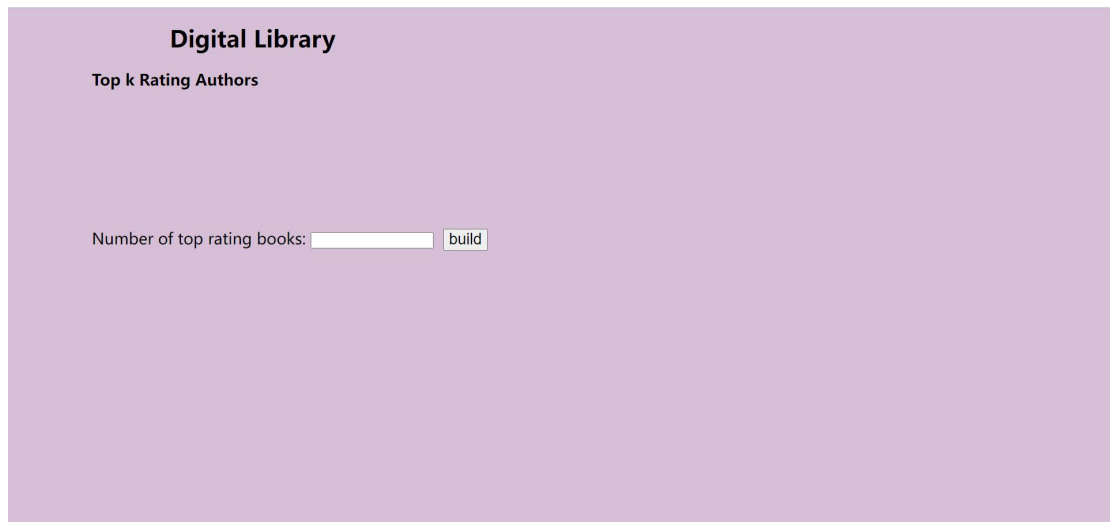 Digital Library
Top k Rating Authors
Number of top rating books: build